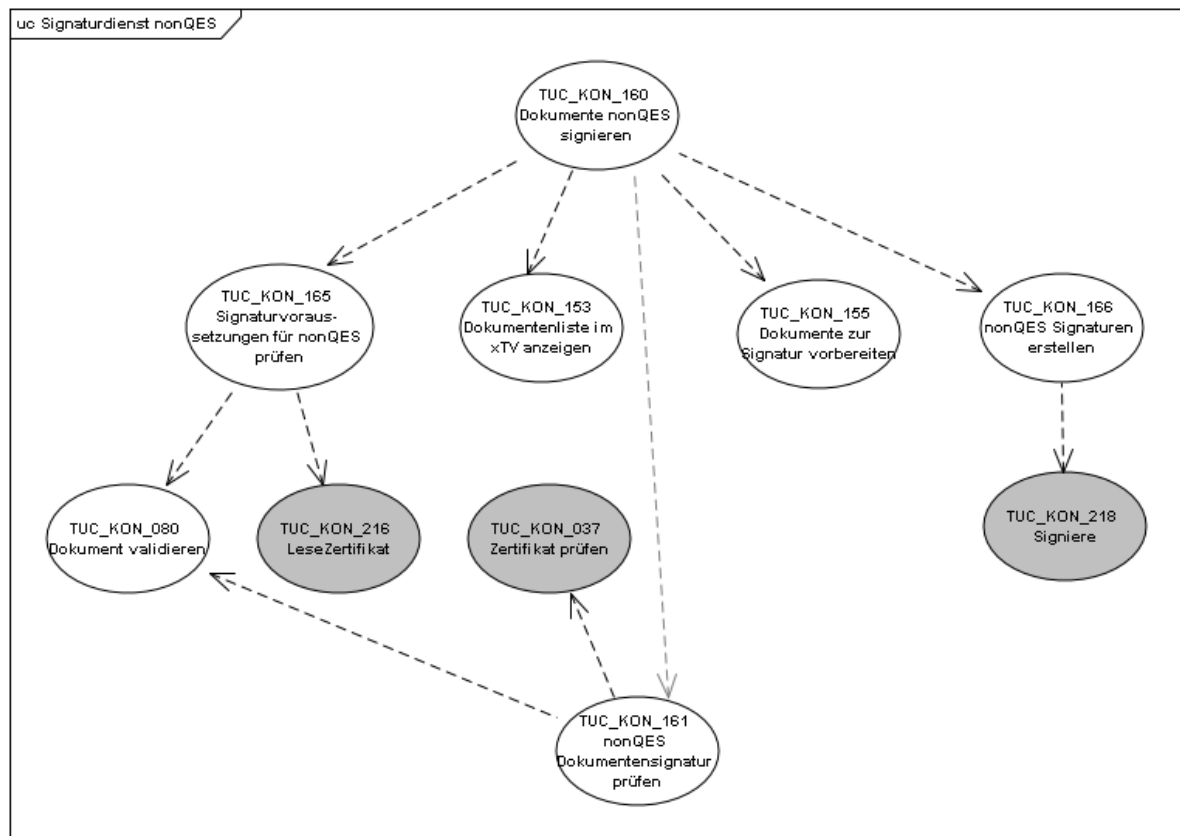 uc Signaturdienst nonQES
TUC_KON_160
Dokumente nonQES
signieren
TUC_KON_165
Signaturvoraus-
setzungen für nonQES
prüfen
TUC_KON_153
Dokumentenliste im
xTV anzeigen
TUC_KON_155
Dokumente zur
Signatur vorbereiten
TUC_KON_166
nonQES Signaturen
erstellen
TUC_KON_080
Dokument validieren
TUC_KON_216
LeseZertifikat
TUC_KON_037
Zertifikat prüfen
TUC_KON_218
Signiere
TUC_KON_161
nonQES
Dokumentensignatur
prüfen